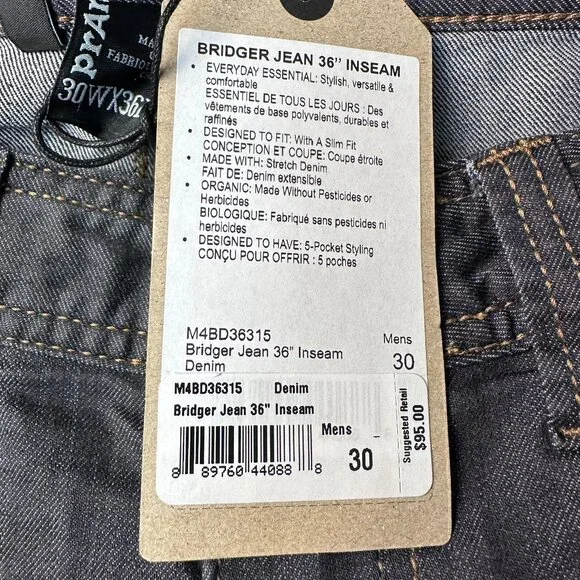 prAna
MA
FABRIQU
30WX36L
BRIDGER JEAN 36" INSEAM
• EVERYDAY ESSENTIAL: Stylish, versatile &
comfortable
ESSENTIEL DE TOUS LES JOURS : Des
vêtements de base polyvalents, durables et
raffinés
• DESIGNED TO FIT: With A Slim Fit
CONCEPTION ET COUPE: Coupe étroite
• MADE WITH: Stretch Denim
FAIT DE: Denim extensible
• ORGANIC: Made Without Pesticides or
Herbicides
BIOLOGIQUE: Fabriqué sans pesticides ni
herbicides
• DESIGNED TO HAVE: 5-Pocket Styling
CONÇU POUR OFFRIR : 5 poches
M4BD36315
Bridger Jean 36" Inseam
Denim
Mens
30
M4BD36315 Denim
Bridger Jean 36" Inseam
Mens
30
8 89760 44088 8
Suggested Retail
$95.00